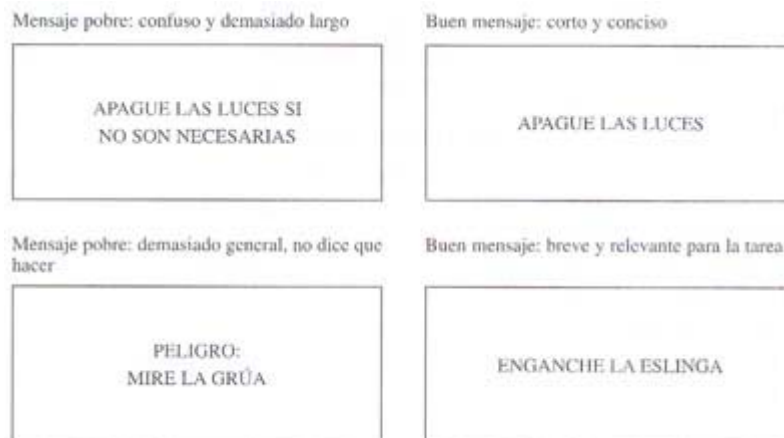 Mensaje pobre: confuso y demasiado largo
Buen mensaje: corto y conciso
APAGUE LAS LUCES SI
NO SON NECESARIAS
APAGUE LAS LUCES
Mensaje pobre: demasiado general, no dice que
hacer
Buen mensaje: breve y relevante para la tarea
PELIGRO:
MIRE LA GRÚA
ENGANCHE LA ESLINGA